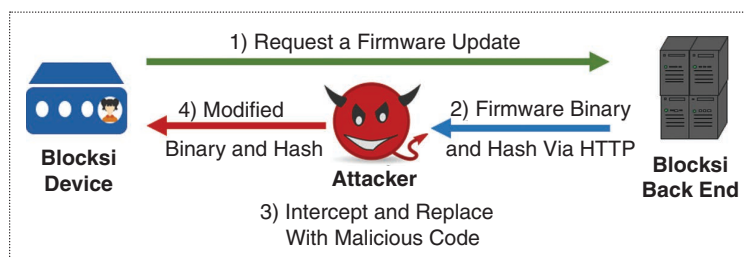 1) Request a Firmware Update
4) Modified
Binary and Hash
2) Firmware Binary
and Hash Via HTTP
Blocksi
Device
Attacker
Blocksi
Back End
3) Intercept and Replace
With Malicious Code